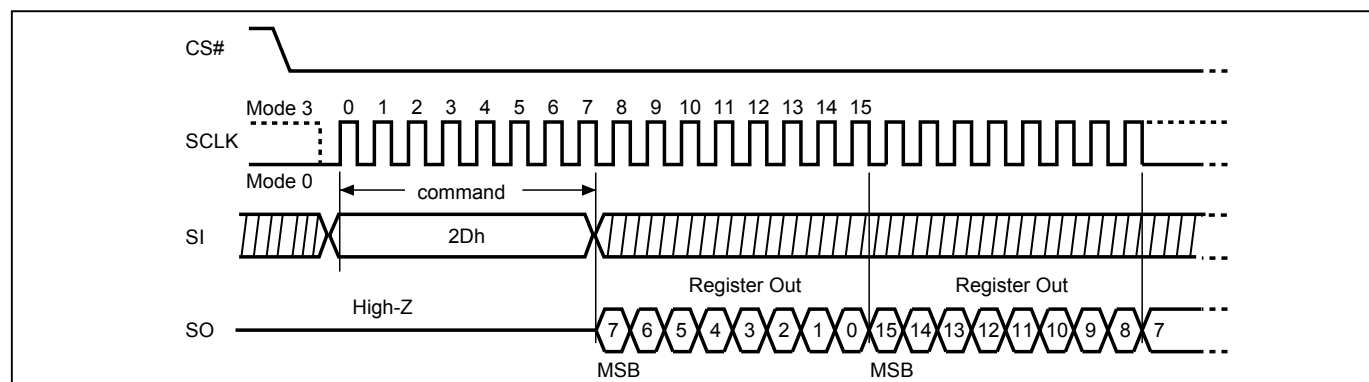 CS#
Mode 3 0 1 2 3 4 5 6 7 8 9 10 11 12 13 14 15
SCLK
Mode 0
command
SI 2Dh
Register Out Register Out
High-Z
SO 7 6 5 4 3 2 1 0 15 14 13 12 11 10 9 8 7
MSB MSB